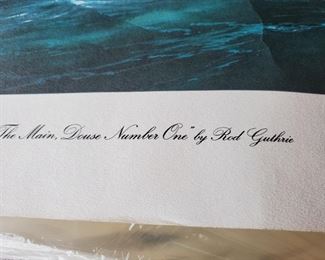 The Main, Douse Number One" by Rod Guthrie